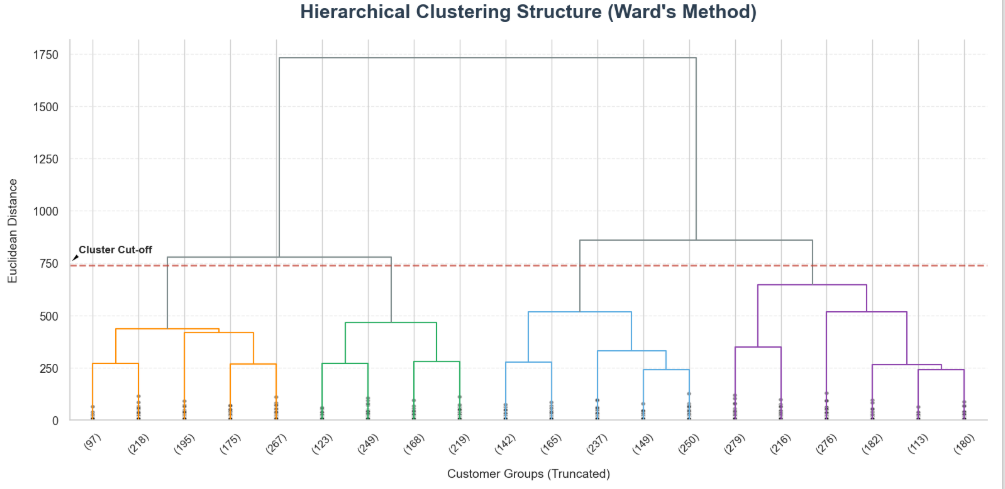 Hierarchical Clustering Structure (Ward's Method)
1750
1500
1250
1000
750
500
250
0
Euclidean Distance
Cluster Cut-off
(97) (218) (195) (175) (267) (123) (249) (168) (219) (142) (165) (237) (149) (250) (279) (216) (276) (182) (113) (180)
Customer Groups (Truncated)